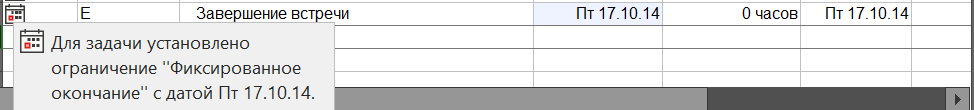 Е Завершение встречи Пт 17.10.14 0 часов Пт 17.10.14
Для задачи установлено
ограничение "Фиксированное
окончание" с датой Пт 17.10.14.